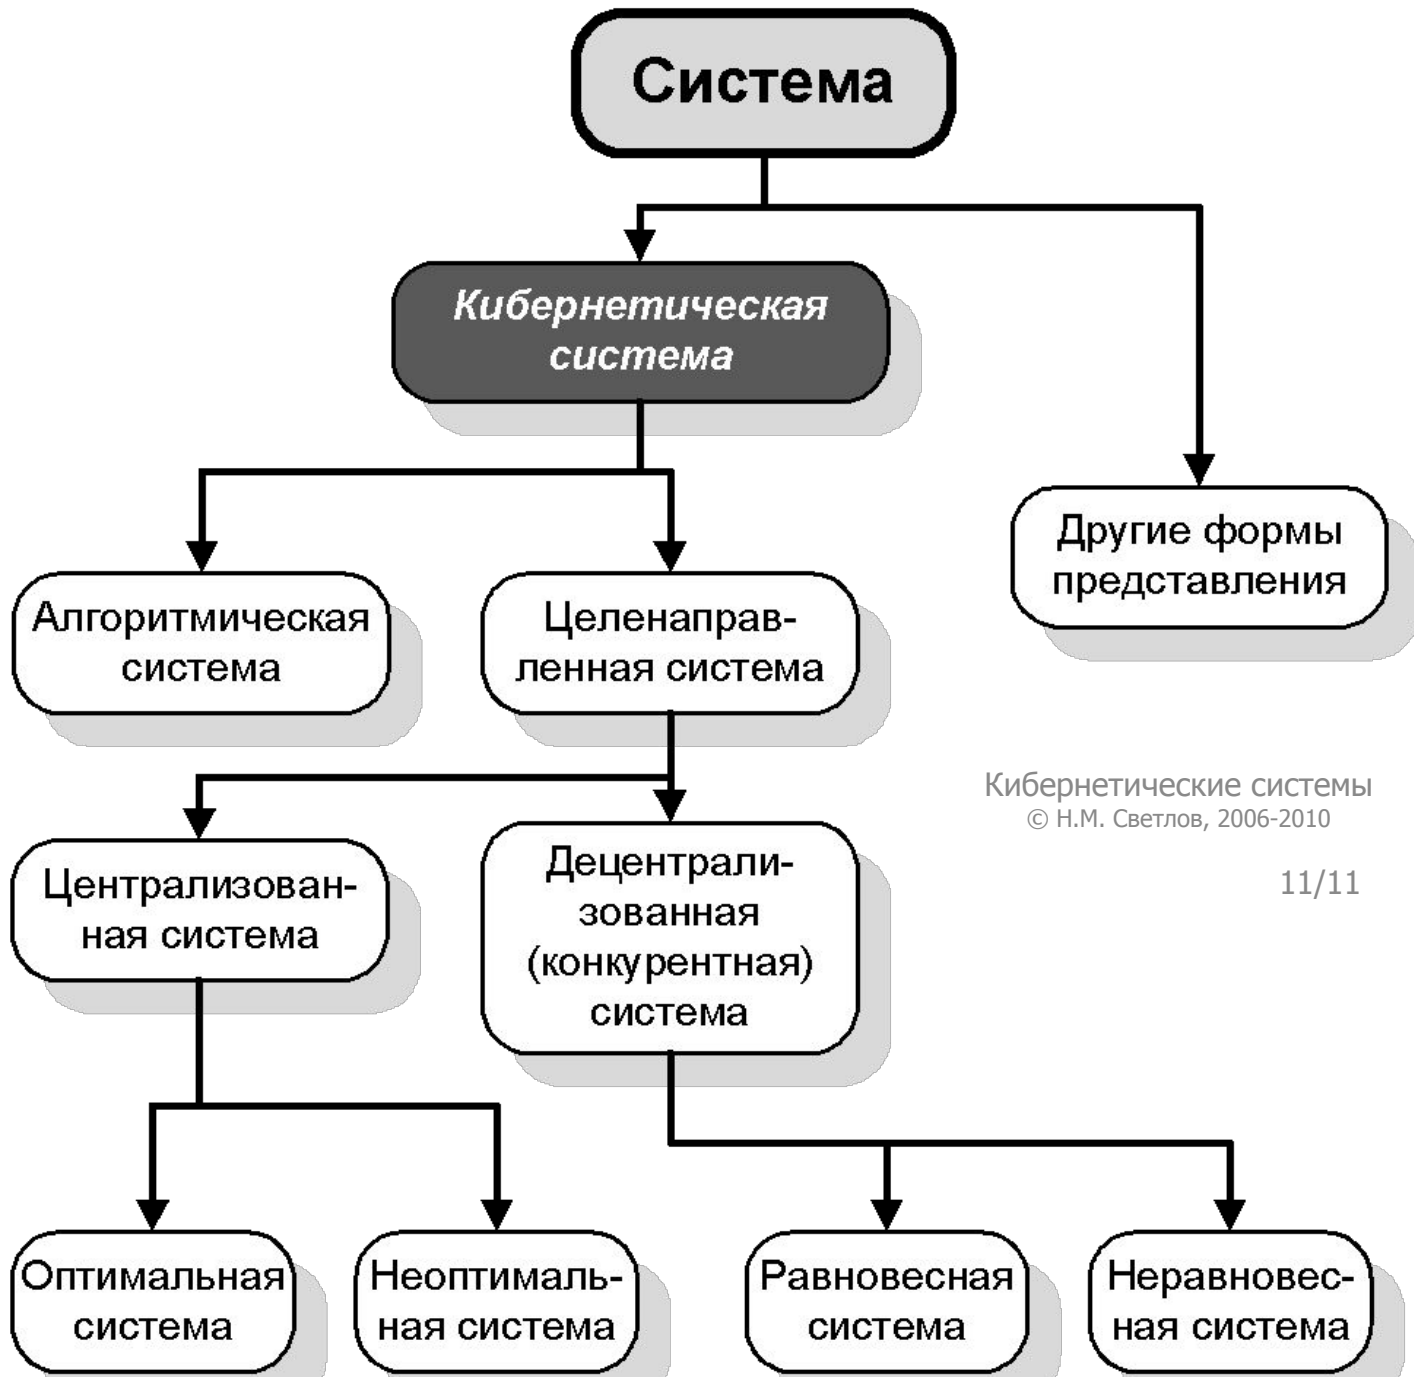 Система
Кибернетическая
система
Другие формы
представления
Алгоритмическая
система
Целенаправ-
ленная система
Кибернетические системы
© Н.М. Светлов, 2006-2010
11/11
Централизован-
ная система
Децентрали-
зованная
(конкурентная)
система
Оптимальная
система
Неоптималь-
ная система
Равновесная
система
Неравновес-
ная система